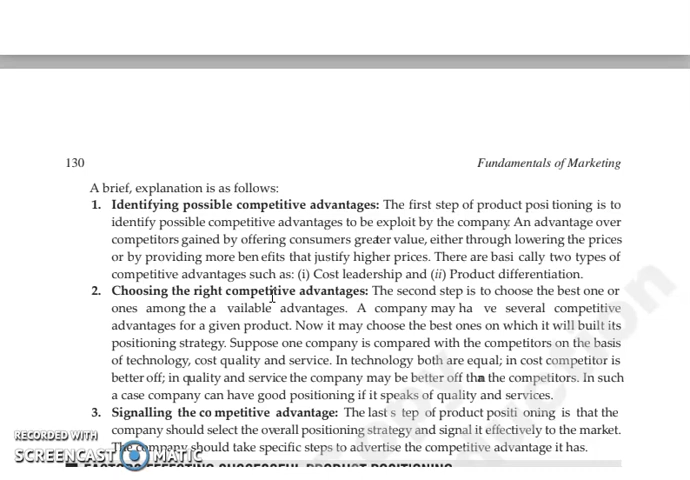 130
Fundamentals of Marketing
A brief, explanation is as follows:
1. Identifying possible competitive advantages: The first step of product posi tioning is to
identify possible competitive advantages to be exploit by the company. An advantage over
competitors gained by offering consumers greater value, either through lowering the prices
or by providing more ben efits that justify higher prices. There are basi cally two types of
competitive advantages such as: (i) Cost leadership and (ii) Product differentiation.
2. Choosing the right competitive advantages: The second step is to choose the best one or
ones among the a vailable advantages. A company may ha ve several competitive
advantages for a given product. Now it may choose the best ones on which it will built its
positioning strategy. Suppose one company is compared with the competitors on the basis
of technology, cost quality and service. In technology both are equal; in cost competitor is
better off; in quality and service the company may be better off than the competitors. In such
a case company can have good positioning if it speaks of quality and services.
3. Signalling the co mpetitive advantage: The last s tep of product positi oning is that the
company should select the overall positioning strategy and signal it effectively to the market.
The company should take specific steps to advertise the competitive advantage it has.
RECORDED WITH
SCREENCAST MATIC
FACTORS EFFECTING SUCCESSFUL PRODUCT POSITIONING